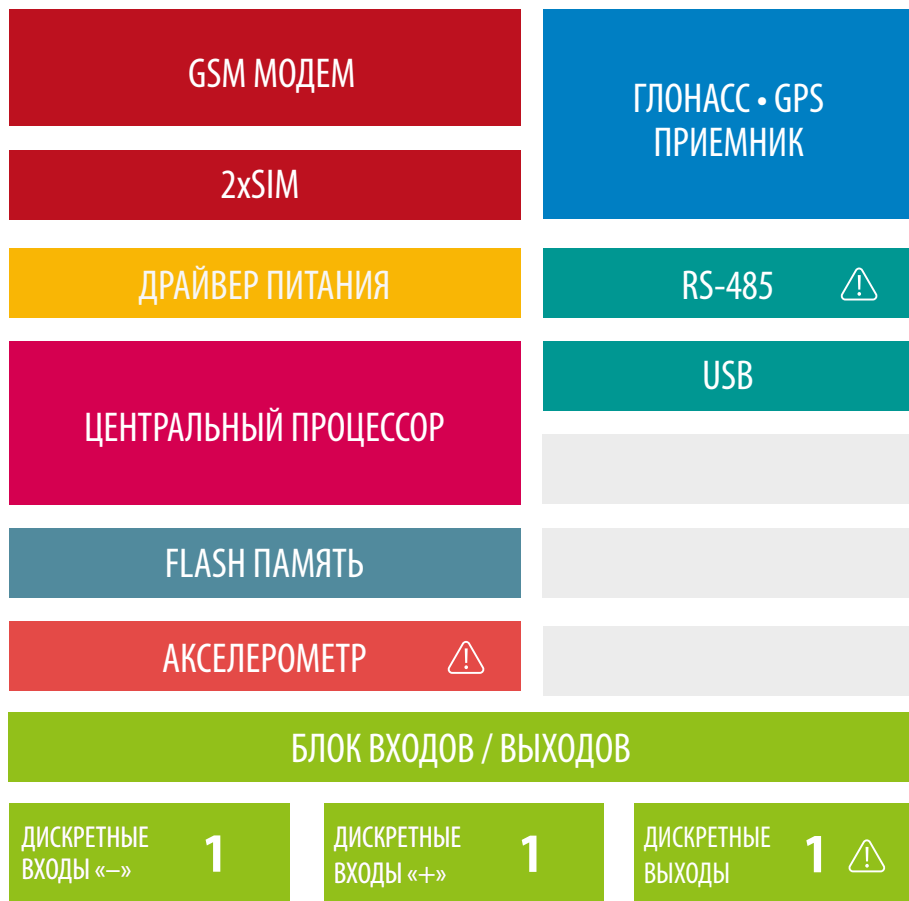 GSM МОДЕМ
ГЛОНАСС • GPS
ПРИЕМНИК
2xSIM
ДРАЙВЕР ПИТАНИЯ
RS-485
USB
ЦЕНТРАЛЬНЫЙ ПРОЦЕССОР
FLASH ПАМЯТЬ
АКСЕЛЕРОМЕТР
БЛОК ВХОДОВ / ВЫХОДОВ
ДИСКРЕТНЫЕ
ВХОДЫ «–»
1
ДИСКРЕТНЫЕ
ВХОДЫ «+»
1
ДИСКРЕТНЫЕ
ВЫХОДЫ
1